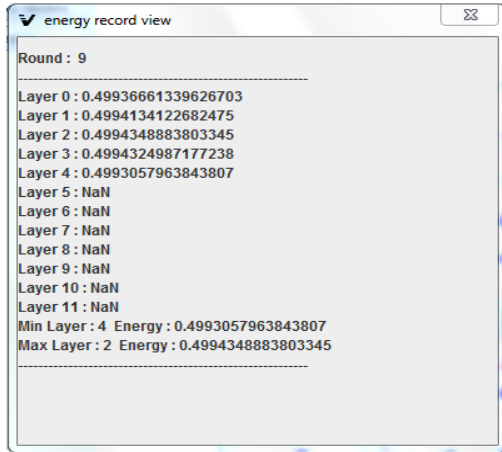 energy record view
Round : 9
----------------------------------------------------------
Layer 0 : 0.49936661339626703
Layer 1 : 0.4994134122682475
Layer 2 : 0.4994348883803345
Layer 3 : 0.4994324987177238
Layer 4 : 0.4993057963843807
Layer 5 : NaN
Layer 6 : NaN
Layer 7 : NaN
Layer 8 : NaN
Layer 9 : NaN
Layer 10 : NaN
Layer 11 : NaN
Min Layer : 4  Energy : 0.4993057963843807
Max Layer : 2  Energy : 0.4994348883803345
----------------------------------------------------------